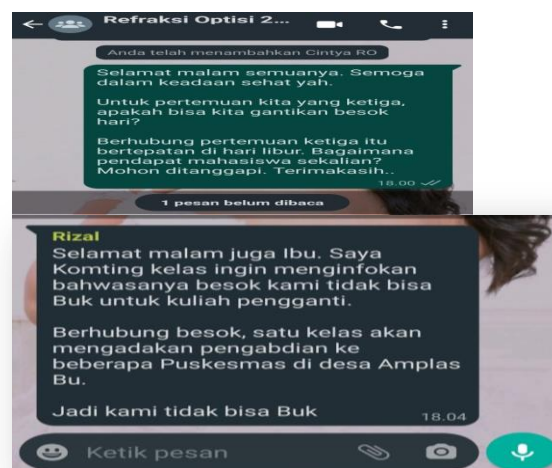 Refraksi Optisi 2...
Anda telah menambahkan Cintya RO
Selamat malam semuanya. Semoga
dalam keadaan sehat yah.
Untuk pertemuan kita yang ketiga,
apakah bisa kita gantikan besok
hari?
Berhubung pertemuan ketiga itu
bertepatan di hari libur. Bagaimana
pendapat mahasiswa sekalian?
Mohon ditanggapi. Terimakasih..
18.00
1 pesan belum dibaca
Rizal
Selamat malam juga Ibu. Saya
Komting kelas ingin menginfokan
bahwasanya besok kami tidak bisa
Buk untuk kuliah pengganti.
Berhubung besok, satu kelas akan
mengadakan pengabdian ke
beberapa Puskesmas di desa Amplas
Bu.
Jadi kami tidak bisa Buk
18.04
Ketik pesan